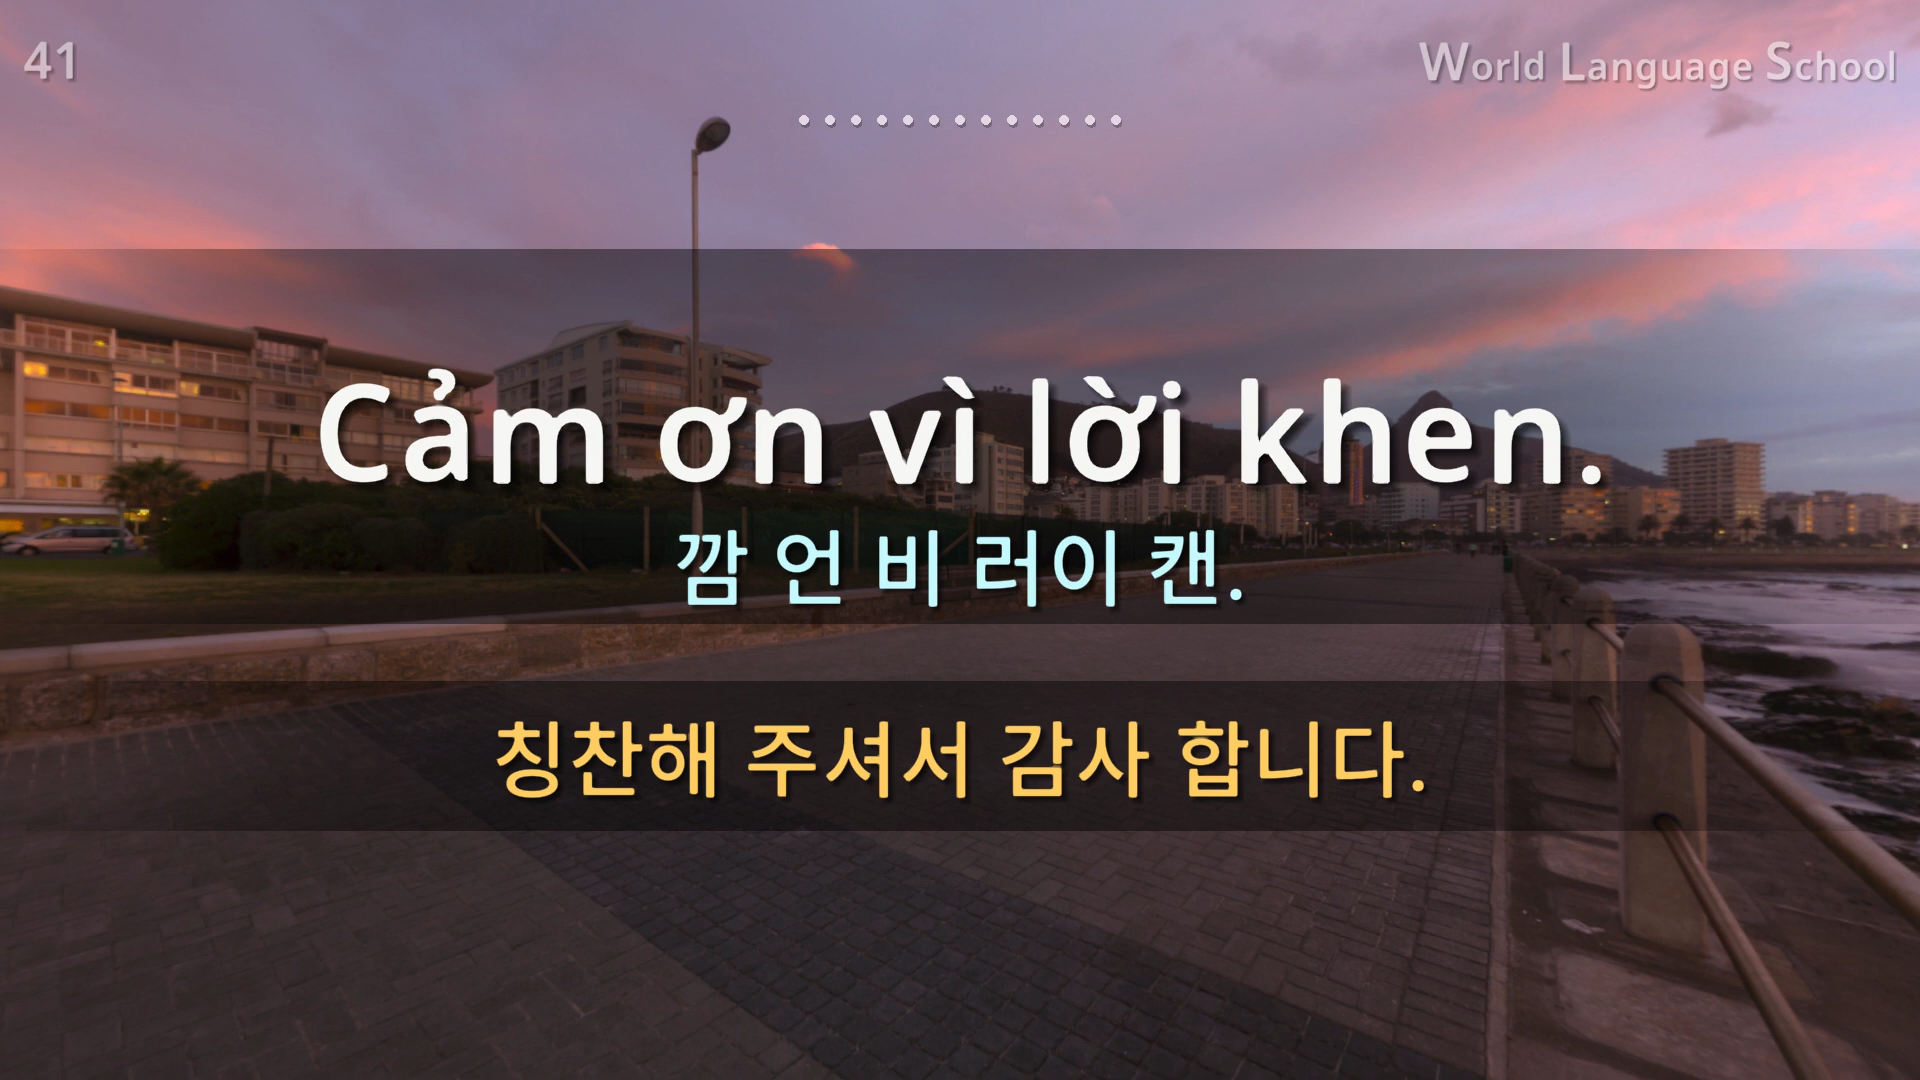 41
World Language School
Cảm ơn vì lời khen.
깜 언 비 러이 캔.
칭찬해 주셔서 감사 합니다.